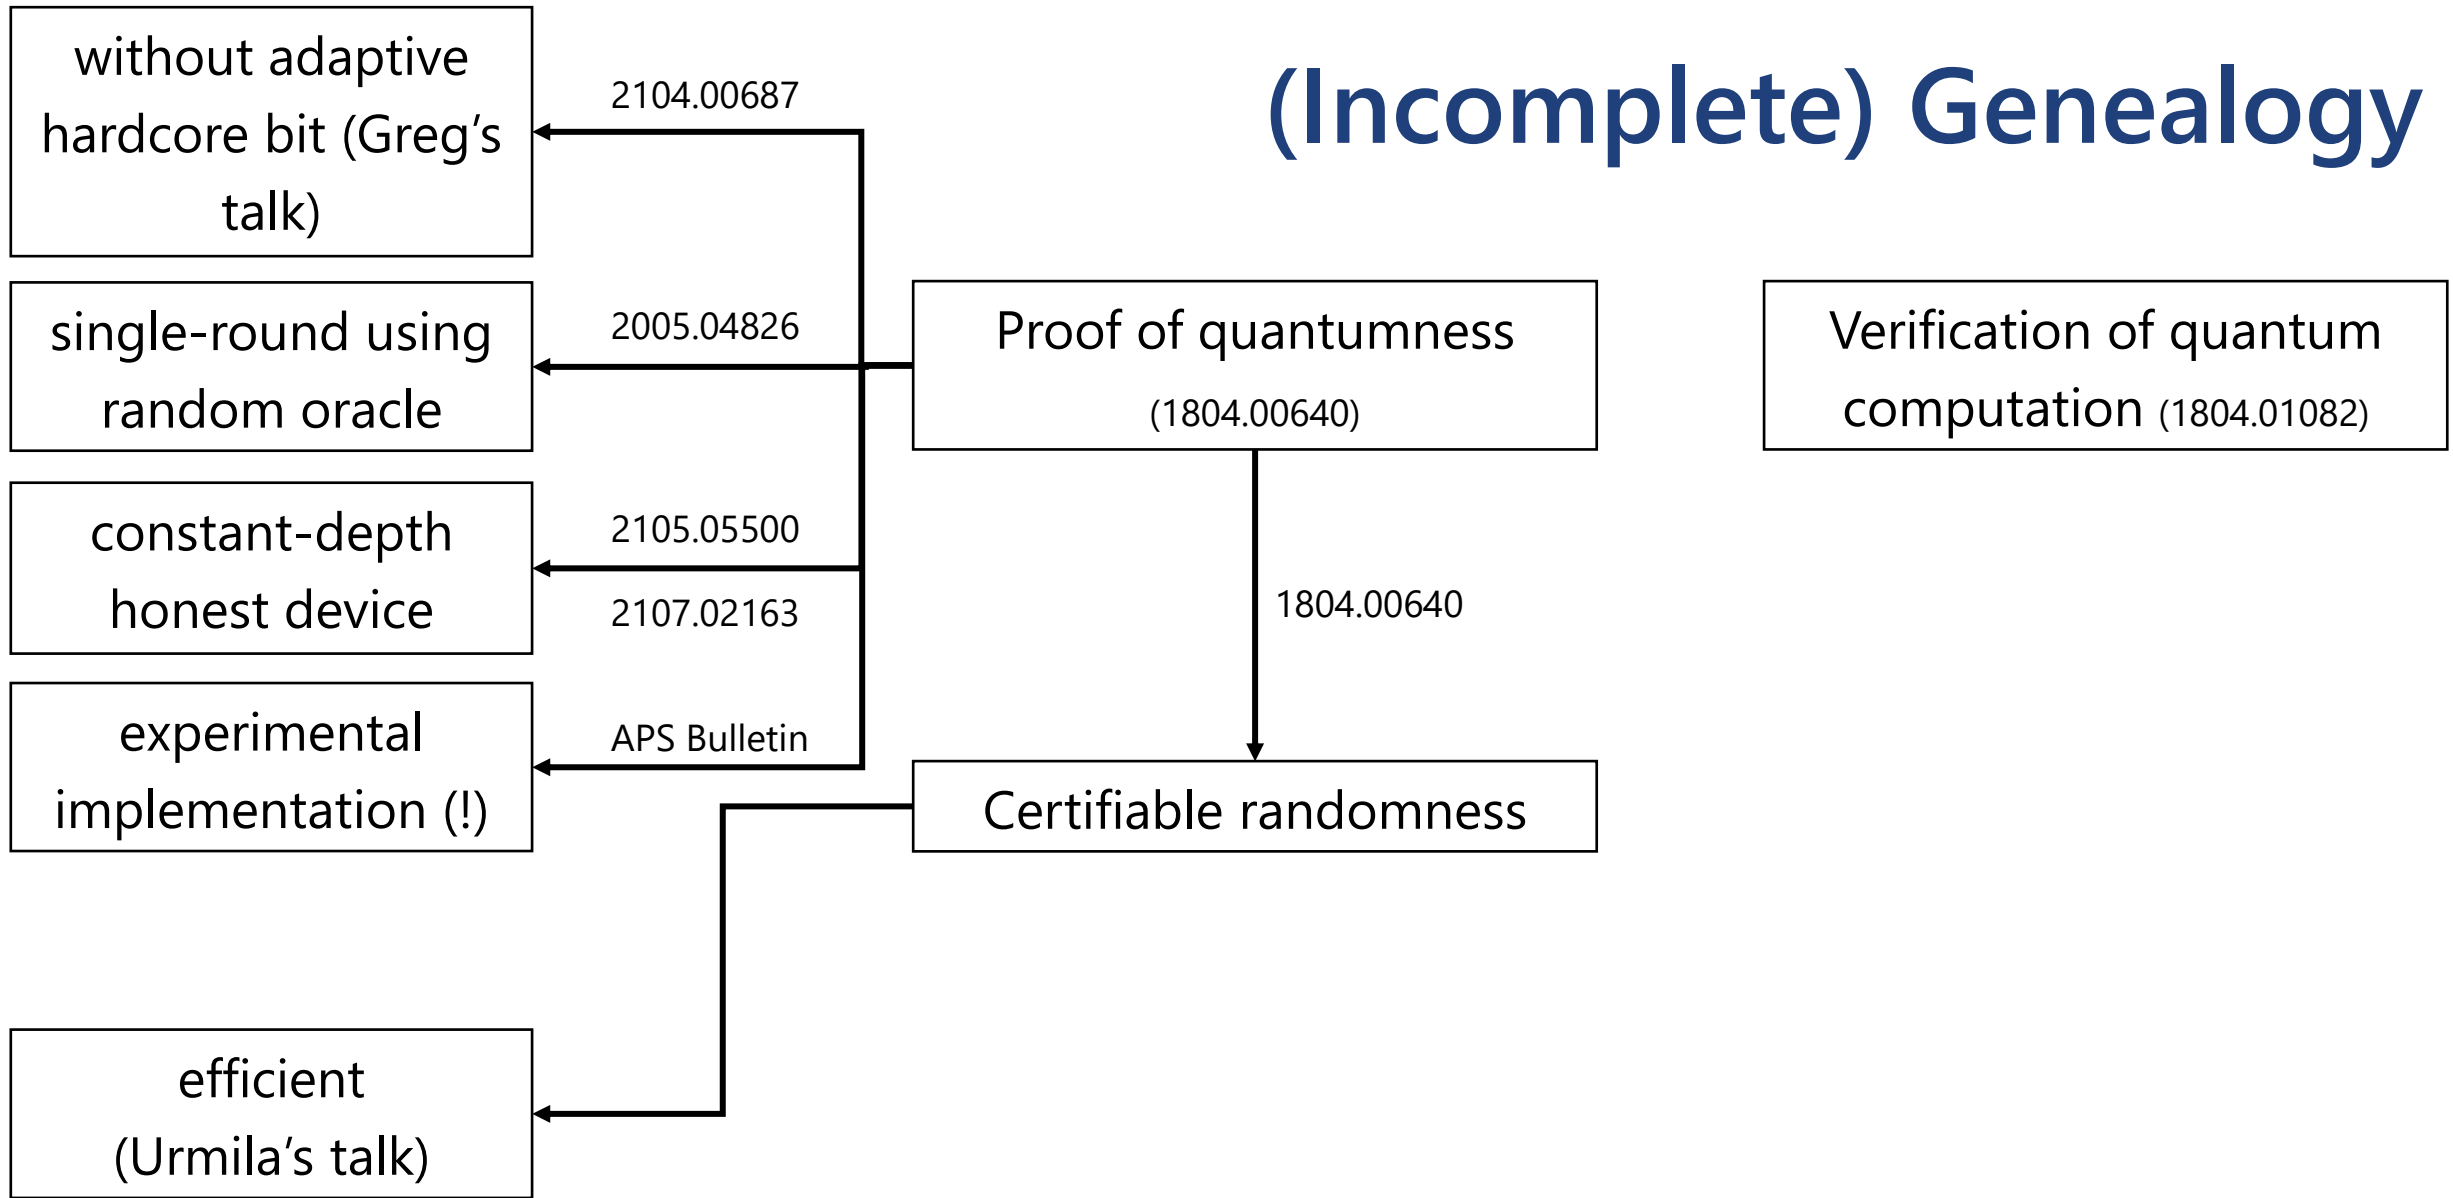 (Incomplete) Genealogy
without adaptive
hardcore bit (Greg‘s
talk)
2104.00687
single-round using
random oracle
2005.04826
Proof of quantumness
(1804.00640)
Verification of quantum
computation (1804.01082)
constant-depth
honest device
2105.05500
2107.02163
1804.00640
experimental
implementation (!)
APS Bulletin
Certifiable randomness
efficient
(Urmila‘s talk)